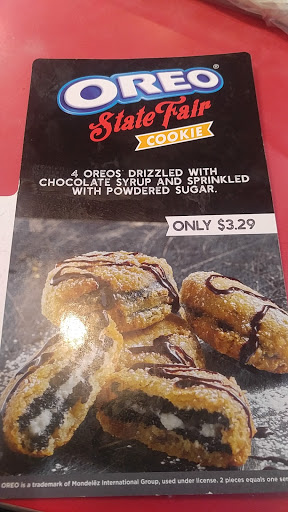 OREO®
State Fair
COOKIE
4 OREOS® DRIZZLED WITH
CHOCOLATE SYRUP AND SPRINKLED
WITH POWDERED SUGAR.
ONLY $3.29
OREO is a trademark of Mondelēz International Group, used under license. 2 pieces equals one